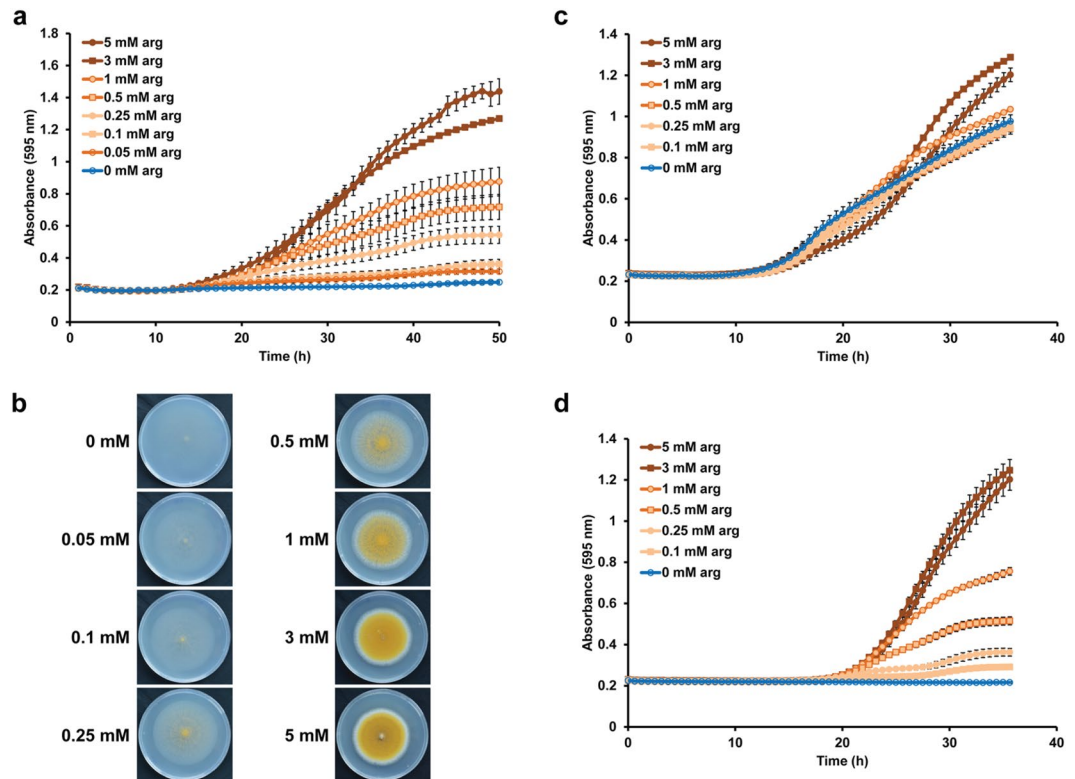 a
Absorbance (595 nm)
1.8
1.6
1.4
1.2
1
0.8
0.6
0.4
0.2
0
5 mM arg
3 mM arg
1 mM arg
0.5 mM arg
0.25 mM arg
0.1 mM arg
0.05 mM arg
0 mM arg
0 10 20 30 40 50
Time (h)
c
Absorbance (595 nm)
1.4
1.2
1
0.8
0.6
0.4
0.2
0
5 mM arg
3 mM arg
1 mM arg
0.5 mM arg
0.25 mM arg
0.1 mM arg
0 mM arg
0 10 20 30 40
Time (h)
b
0 mM
0.05 mM
0.1 mM
0.25 mM
0.5 mM
1 mM
3 mM
5 mM
d
Absorbance (595 nm)
1.4
1.2
1
0.8
0.6
0.4
0.2
0
5 mM arg
3 mM arg
1 mM arg
0.5 mM arg
0.25 mM arg
0.1 mM arg
0 mM arg
0 10 20 30 40
Time (h)